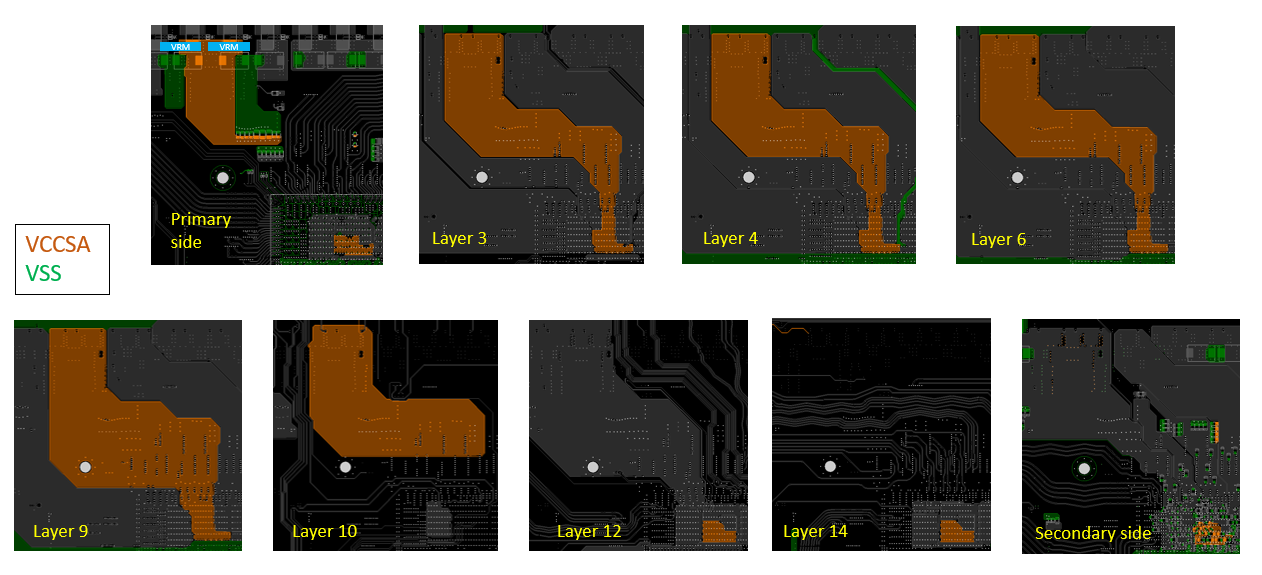 VRM VRM
Primary
side
Layer 3
Layer 4
Layer 6
VCCSA
VSS
Layer 9
Layer 10
Layer 12
Layer 14
Secondary side